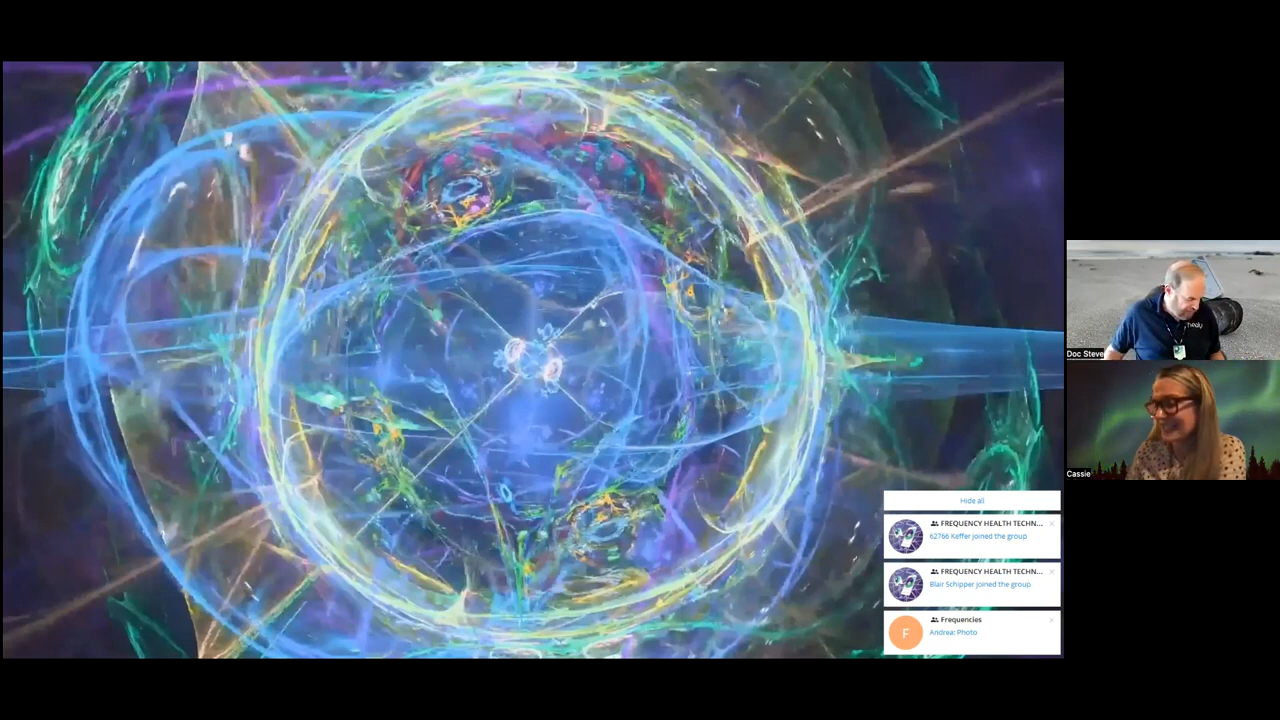 healy
Doc Steve
Cassie
Hide all
FREQUENCY HEALTH TECHN...
62766 Keffer joined the group
FREQUENCY HEALTH TECHN...
Blair Schipper joined the group
F
Frequencies
Andrea: Photo